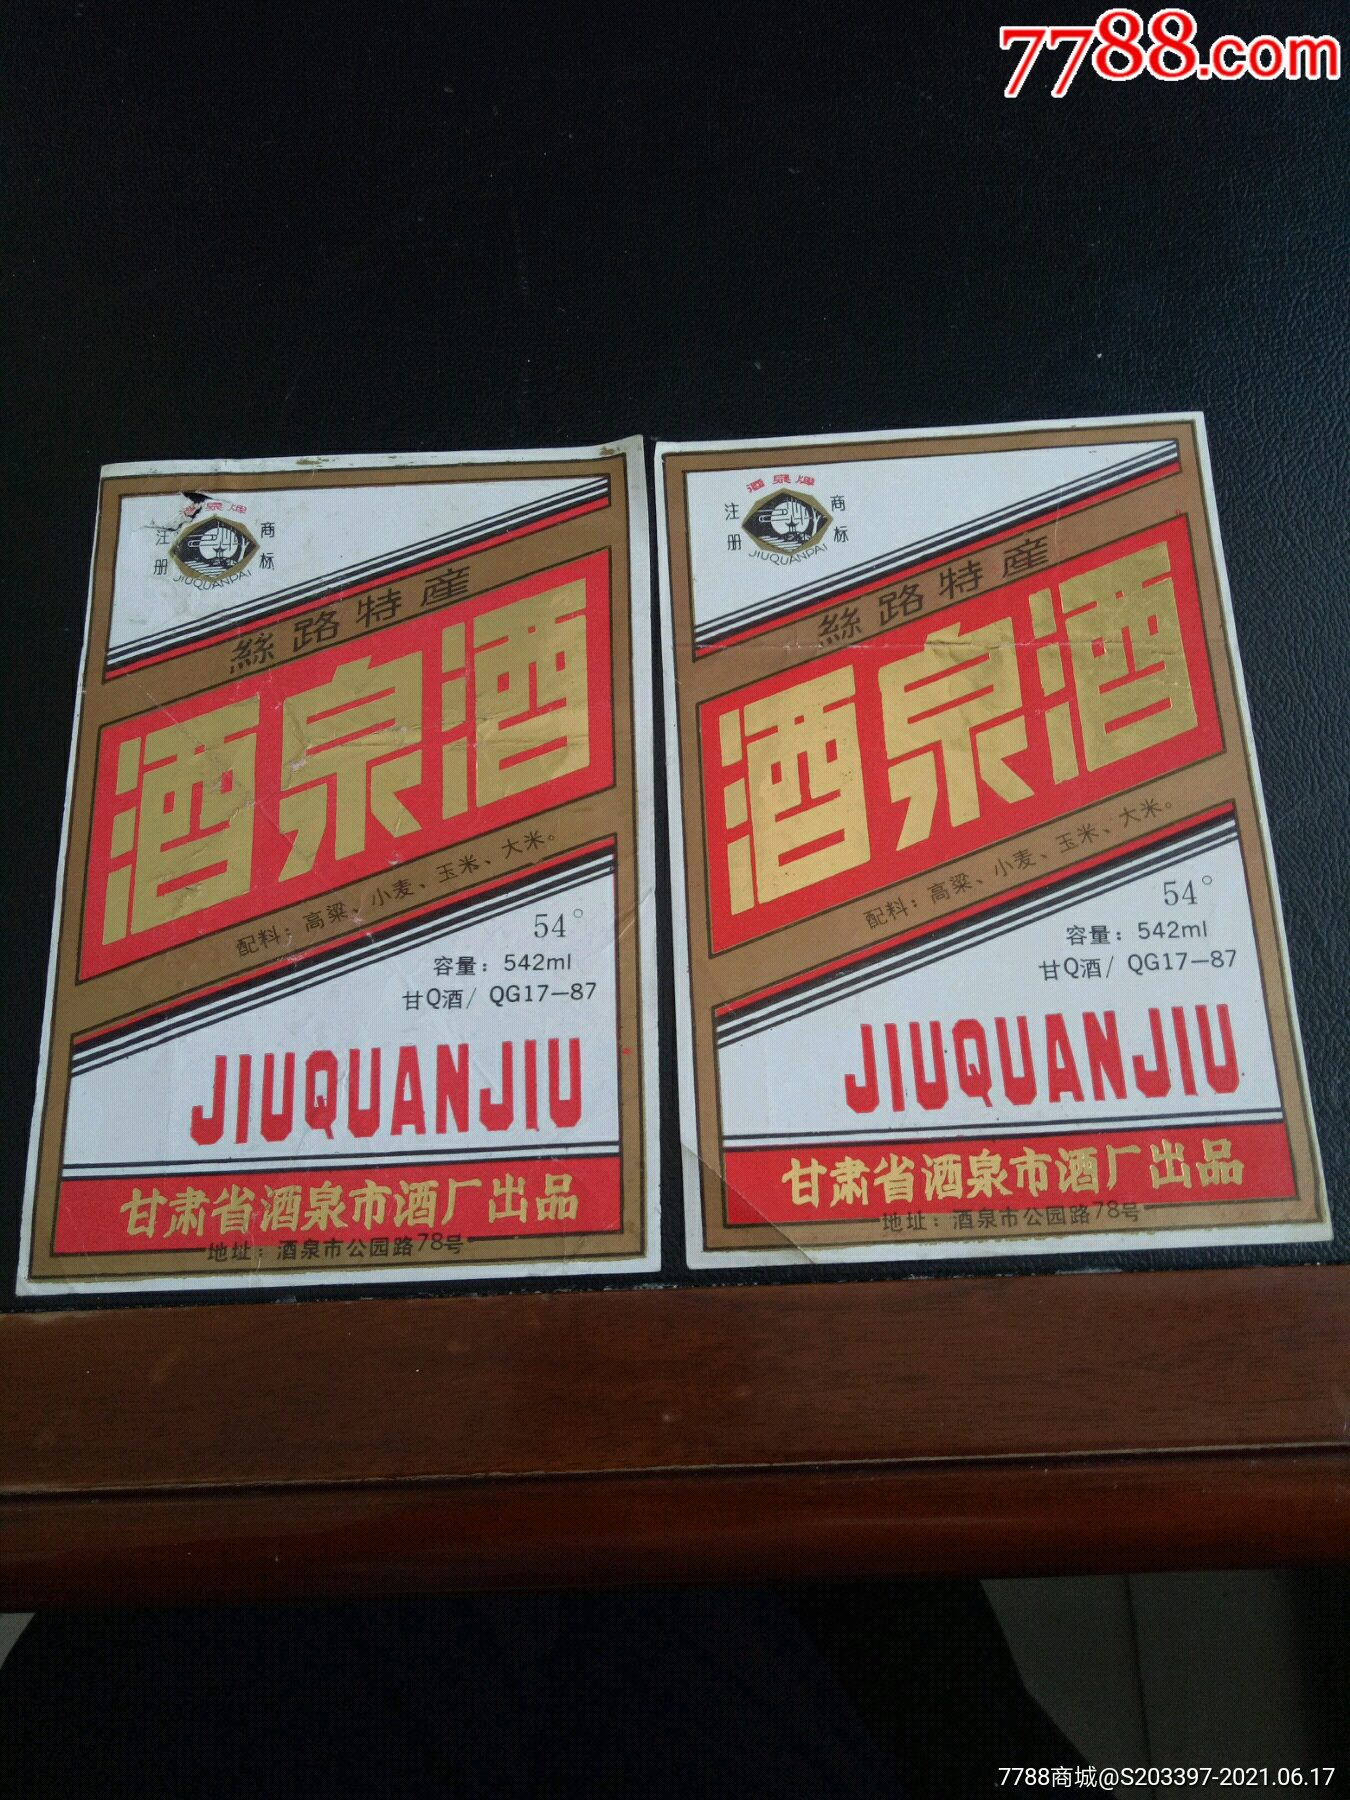 7788.com
酒泉牌
注册
商标
JIUQUANPAI
絲路特産
酒泉酒
配料：高粱、小麦、玉米、大米。
54°
容量：542ml
甘Q酒/ QG17—87
JIUQUANJIU
甘肃省酒泉市酒厂出品
地址：酒泉市公园路78号
酒泉牌
注册
商标
JIUQUANPAI
絲路特産
酒泉酒
配料：高粱、小麦、玉米、大米。
54°
容量：542ml
甘Q酒/ QG17—87
JIUQUANJIU
甘肃省酒泉市酒厂出品
地址：酒泉市公园路78号
7788商城@S203397-2021.06.17